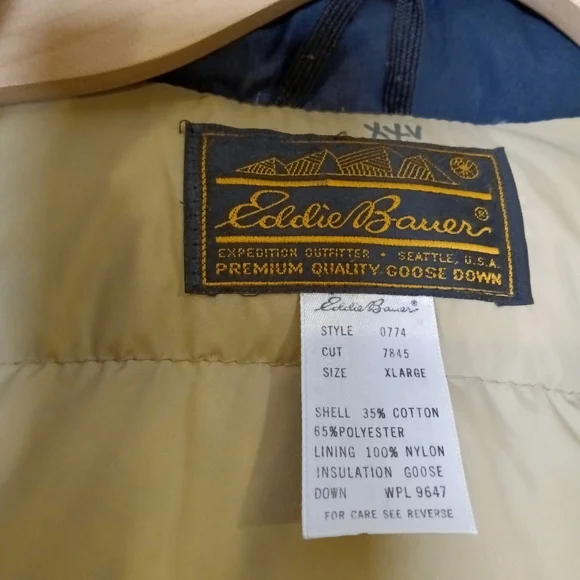 Eddie Bauer®
EXPEDITION OUTFITTER • SEATTLE, U.S.A.
PREMIUM QUALITY GOOSE DOWN
Eddie Bauer®
STYLE 0774
CUT 7845
SIZE XLARGE
SHELL 35% COTTON
65%POLYESTER
LINING 100% NYLON
INSULATION GOOSE
DOWN WPL 9647
FOR CARE SEE REVERSE